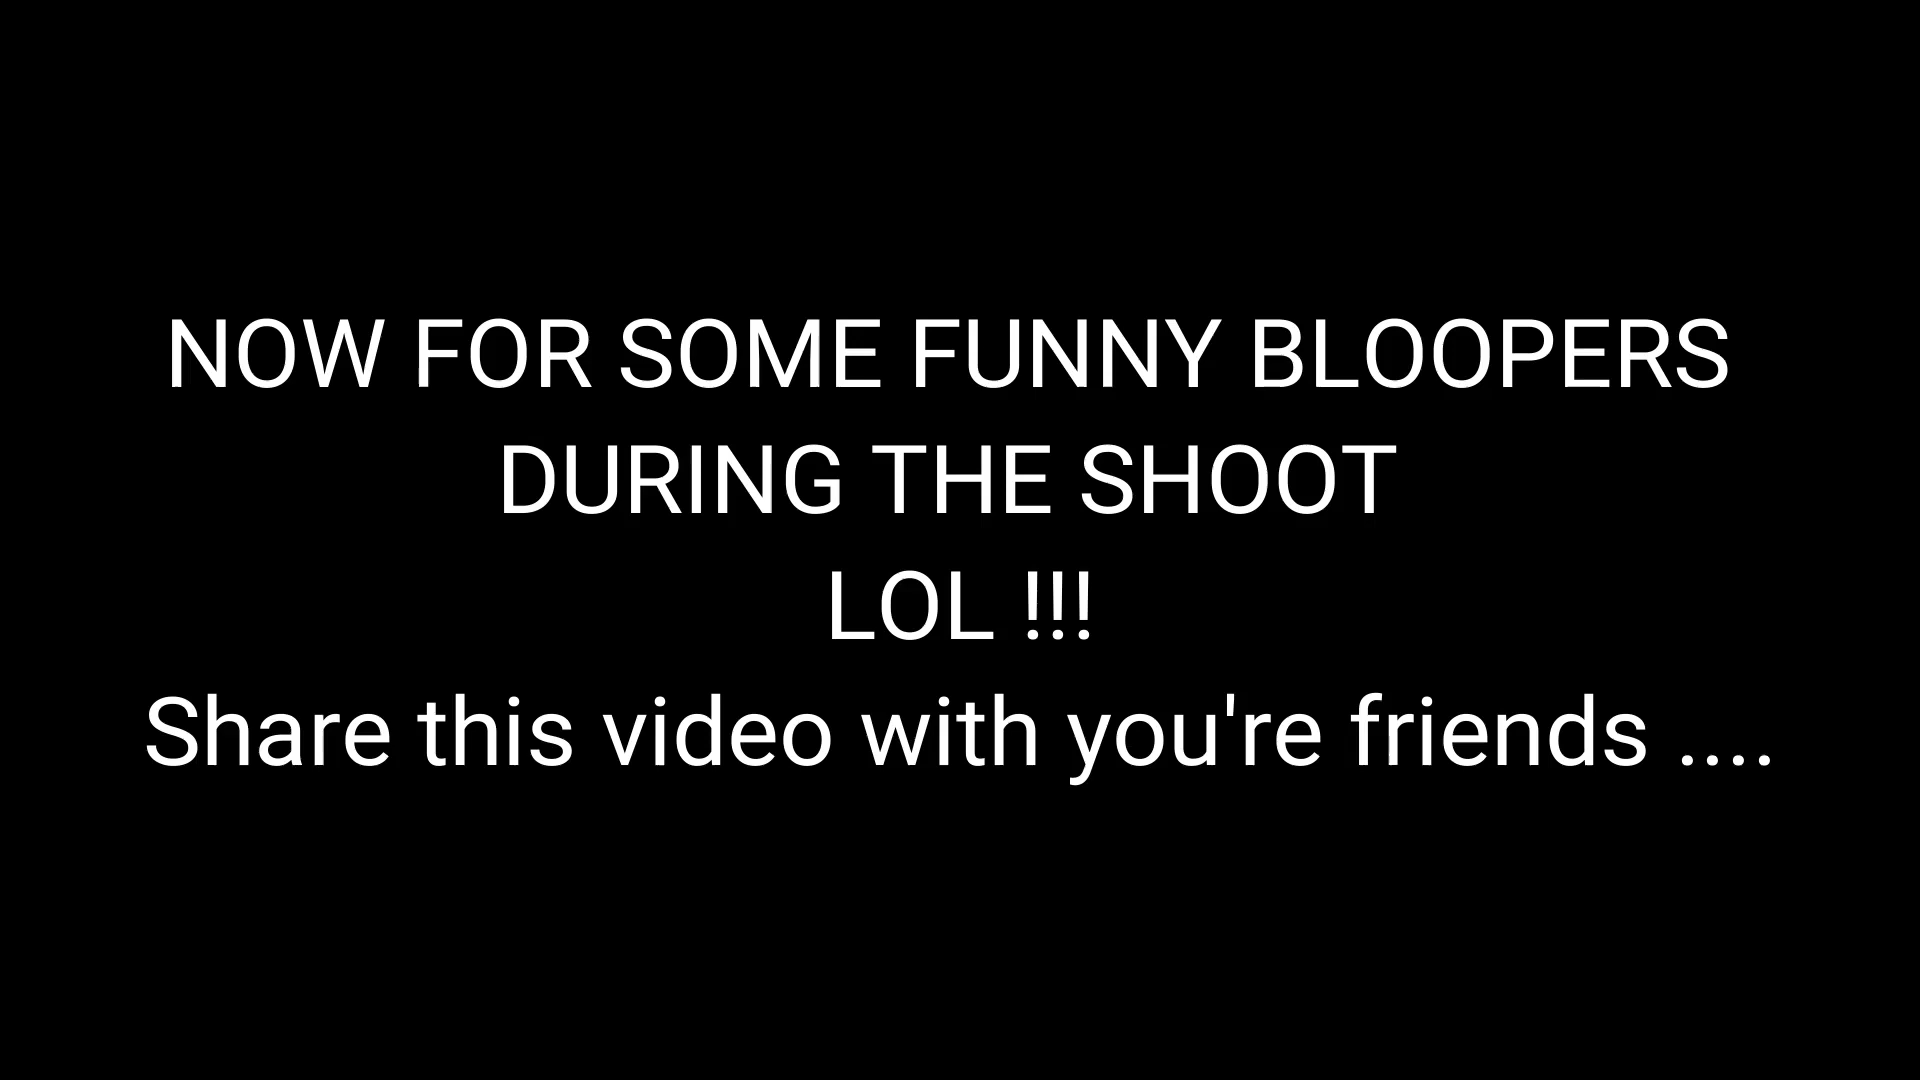 NOW FOR SOME FUNNY BLOOPERS
DURING THE SHOOT
LOL !!!
Share this video with you're friends ....